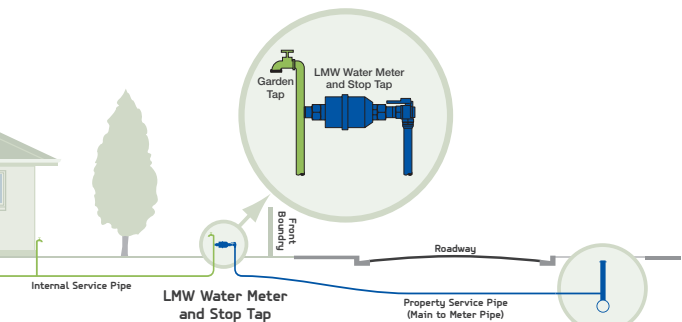 Garden
Tap
LMW Water Meter
and Stop Tap
Front
Boundry
Roadway
Internal Service Pipe
LMW Water Meter
and Stop Tap
Property Service Pipe
(Main to Meter Pipe)